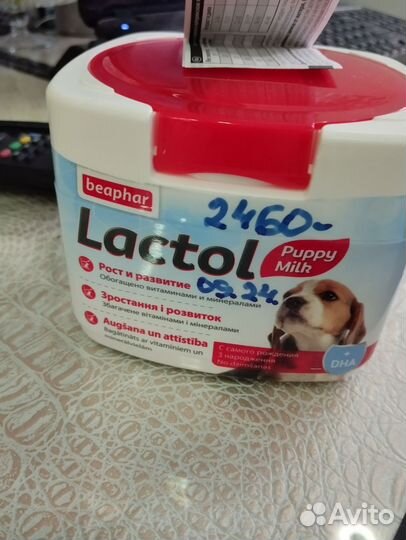 beaphar
2460-
Lactol
Puppy
Milk
09.24.
Рост и развитие
Обогащено витаминами и минералами
Зростання і розвиток
Збагачене вітамінами і мінералами
Augšana un attīstība
Bagātināts ar vitamīniem un
minerālvielām
С самого рождения
З народження
No dzimšanas
+
DHA
Avito